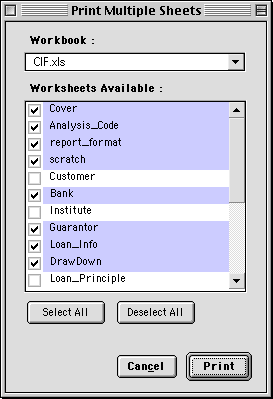 Print Multiple Sheets
Workbook :
CIF.xls
Worksheets Available :
Cover
Analysis_Code
report_format
scratch
Customer
Bank
Institute
Guarantor
Loan_Info
DrawDown
Loan_Principle
Select All
Deselect All
Cancel
Print